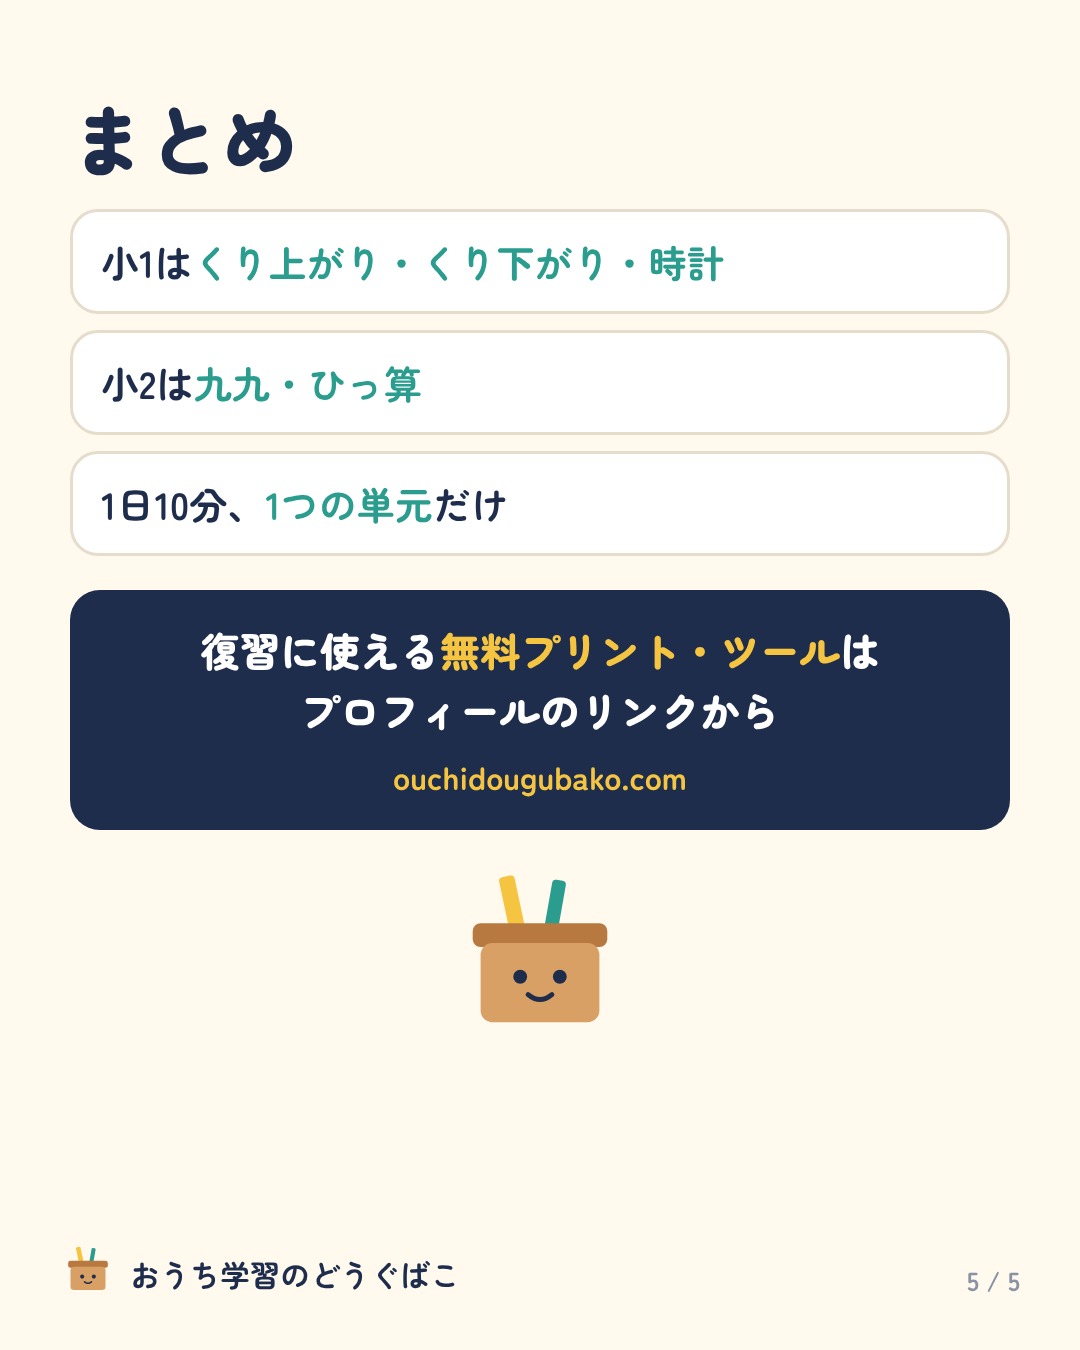 まとめ
小1はくり上がり・くり下がり・時計
小2は九九・ひっ算
1日10分、1つの単元だけ
復習に使える無料プリント・ツールは
プロフィールのリンクから
ouchidougubako.com
おうち学習のどうぐばこ
5 / 5